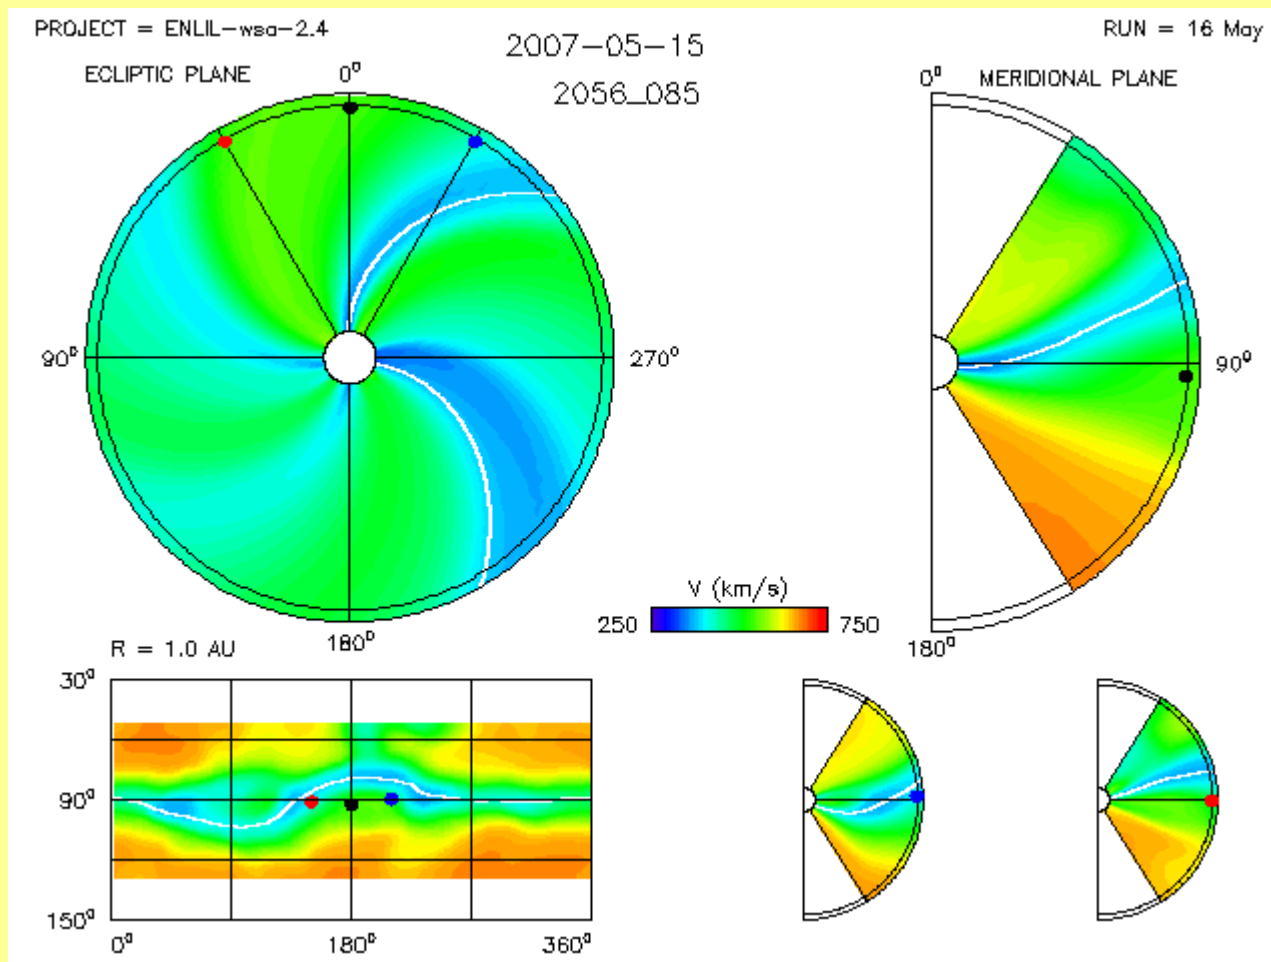 PROJECT = ENLIL-wsa-2.4
2007-05-15
RUN = 16 May
ECLIPTIC PLANE
0°
2056_085
0°
MERIDIONAL PLANE
90°
270°
90°
V (km/s)
250
750
180°
180°
R = 1.0 AU
30°
90°
150°
0°
180°
360°